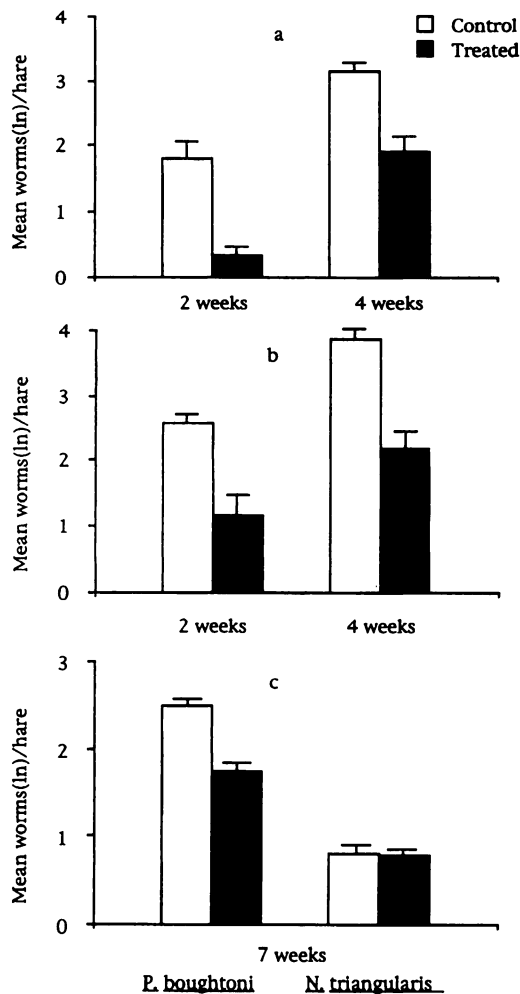 4
a
Control
Treated
3
2
1
0
Mean worms(ln)/hare
2 weeks 4 weeks
4
b
3
2
1
0
Mean worms(ln)/hare
2 weeks 4 weeks
3
c
2
1
0
Mean worms(ln)/hare
7 weeks
P. boughtoni N. triangularis